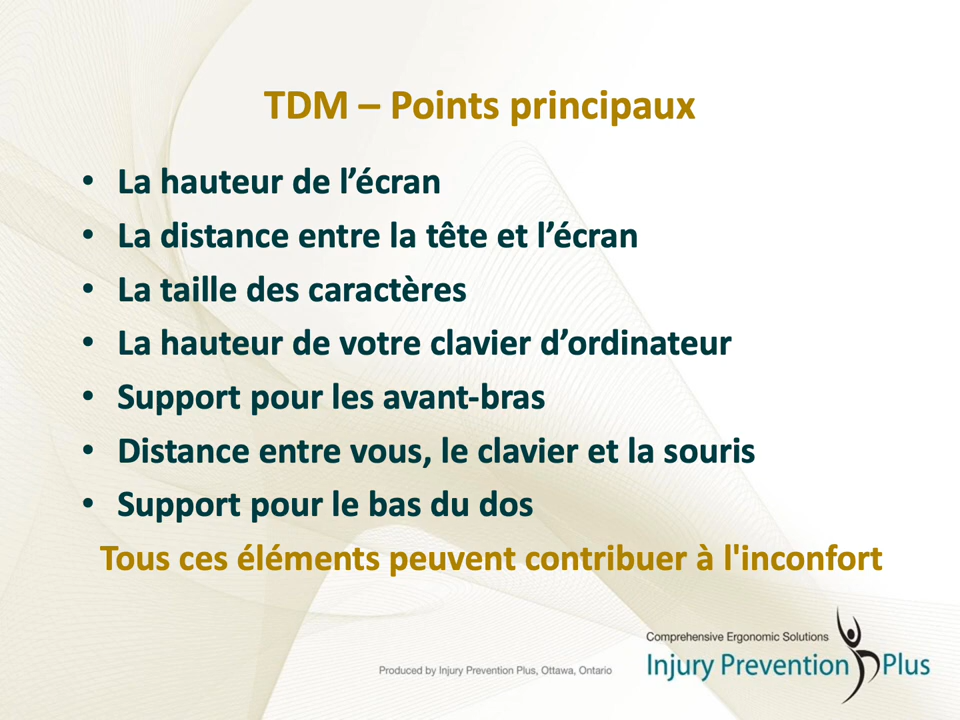 TDM – Points principaux
• La hauteur de l’écran
• La distance entre la tête et l’écran
• La taille des caractères
• La hauteur de votre clavier d’ordinateur
• Support pour les avant-bras
• Distance entre vous, le clavier et la souris
• Support pour le bas du dos
Tous ces éléments peuvent contribuer à l'inconfort
Comprehensive Ergonomic Solutions
Injury Prevention Plus
Produced by Injury Prevention Plus, Ottawa, Ontario